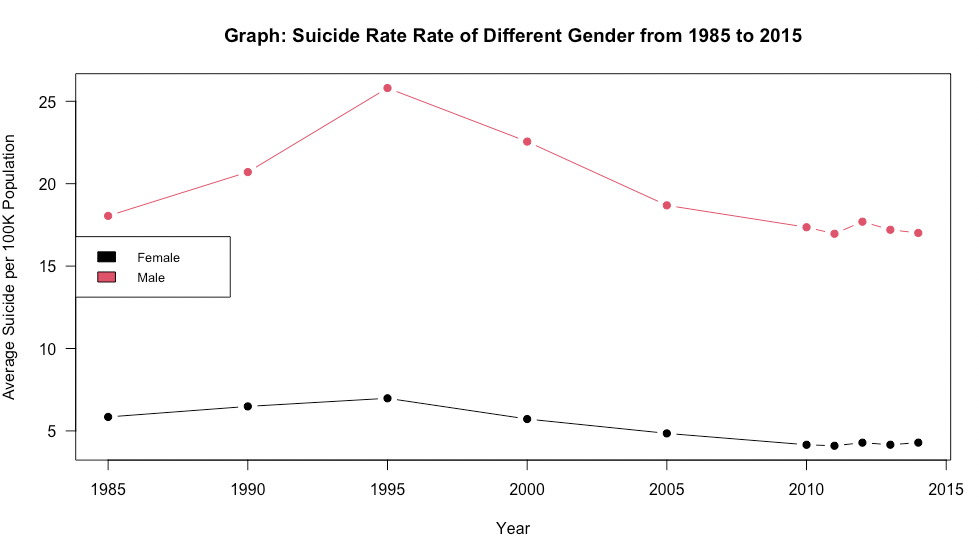 Graph: Suicide Rate Rate of Different Gender from 1985 to 2015
Average Suicide per 100K Population
25
20
15
10
5
Female
Male
1985 1990 1995 2000 2005 2010 2015
Year